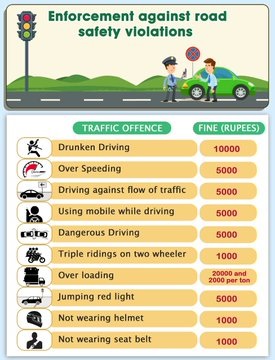 Enforcement against road
safety violations
TRAFFIC OFFENCE FINE (RUPEES)
Drunken Driving 10000
Over Speeding 5000
Driving against flow of traffic 5000
Using mobile while driving 5000
Dangerous Driving 5000
Triple ridings on two wheeler 1000
Over loading 20000 and
2000 per ton
Jumping red light 5000
Not wearing helmet 1000
Not wearing seat belt 1000